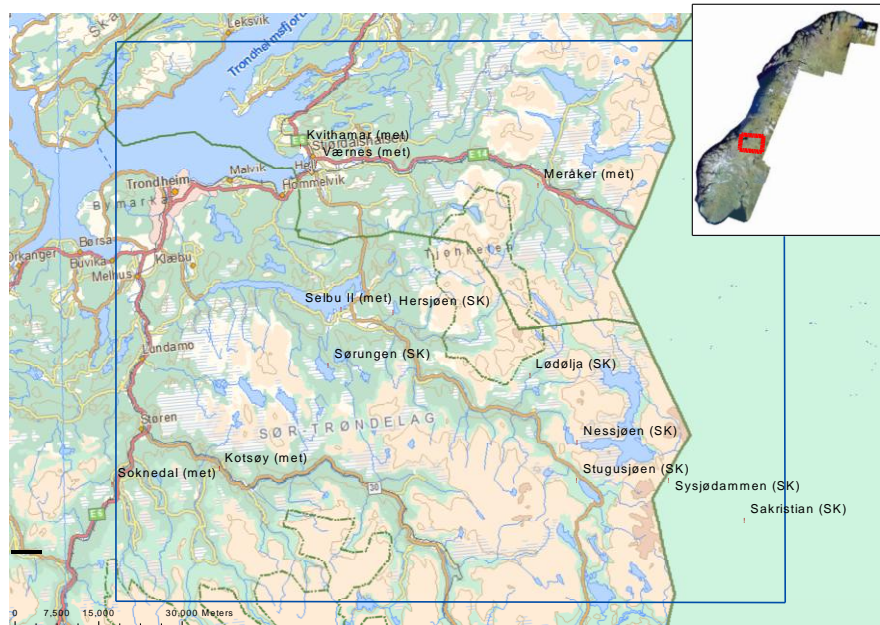 Ska
Leksvik
Trondheimsfjord
Kvithamar (met)
Stjørdalshalsen
Værnes (met)
Hell
E14
Meråker (met)
Malvik
Hommelvik
Trondheim
Bymarka
Børsa
Orkanger
Buvika
Klæbu
Melhus
Selbu II (met)
Hersjøen (SK)
Sørungen (SK)
Lundamo
Lødølja (SK)
Støren
SØR-TRØNDELAG
Nessjøen (SK)
Kotsøy (met)
Soknedal (met)
Stugusjøen (SK)
30
Sysjødammen (SK)
Sakristian (SK)
E6
0 7,500 15,000 30,000 Meters